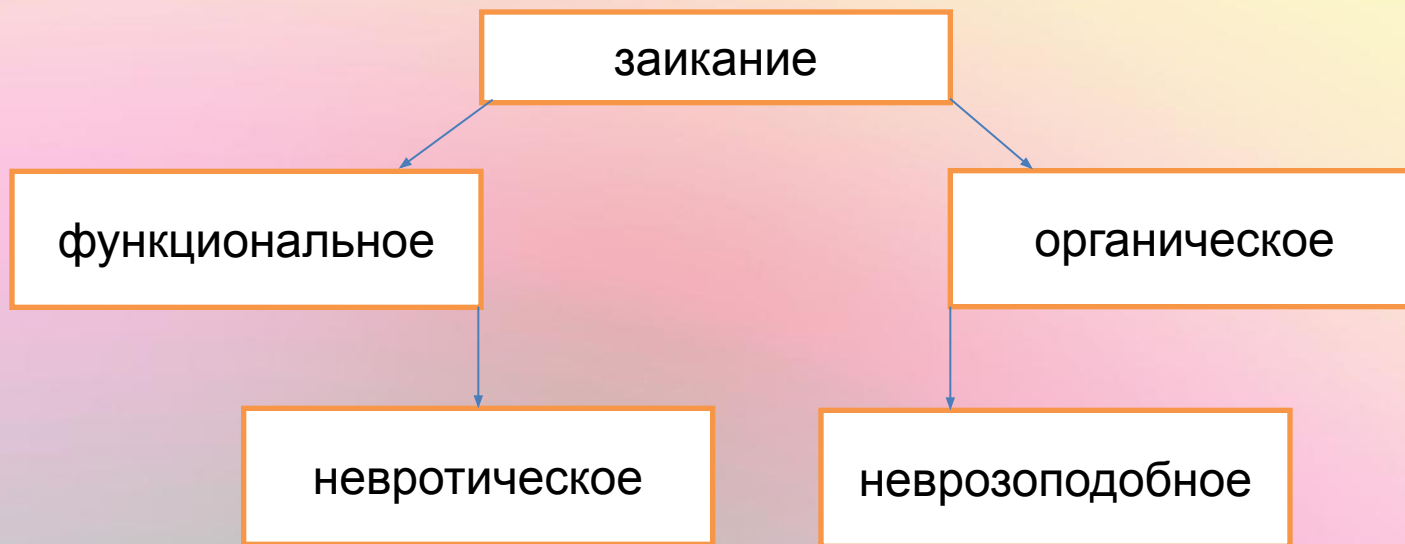 заикание
функциональное
органическое
невротическое
неврозоподобное